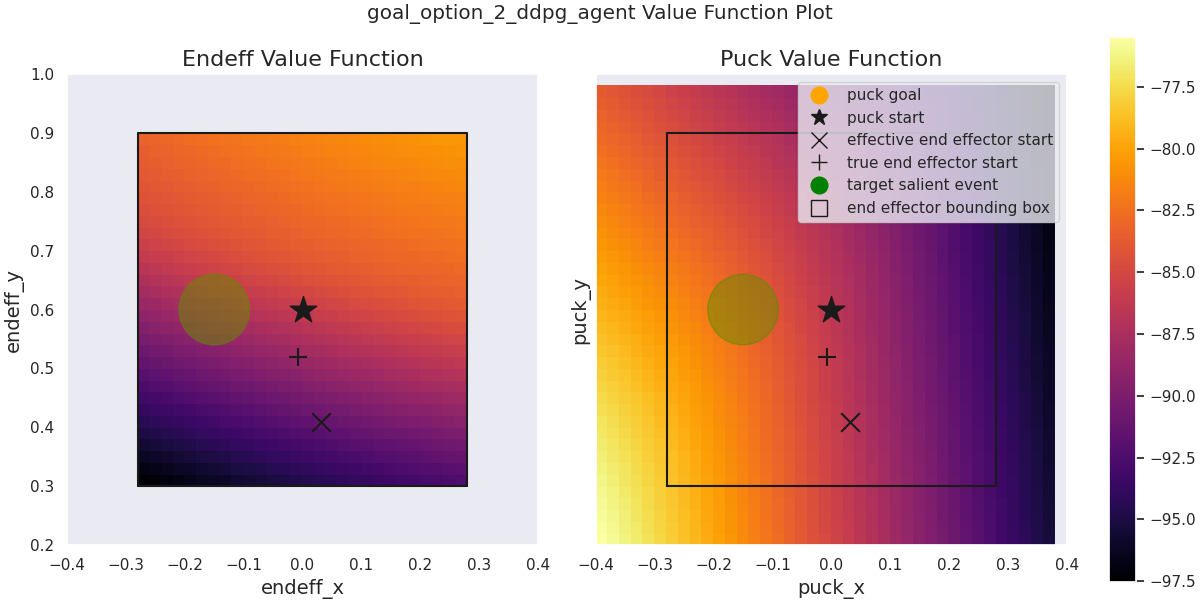 goal_option_2_ddpg_agent Value Function Plot
Endeff Value Function
endeff_y
1.0
0.9
0.8
0.7
0.6
0.5
0.4
0.3
0.2
−0.4
−0.3
−0.2
−0.1
0.0
0.1
0.2
0.3
0.4
endeff_x
Puck Value Function
puck_y
puck goal
puck start
effective end effector start
true end effector start
target salient event
end effector bounding box
−0.4
−0.3
−0.2
−0.1
0.0
0.1
0.2
0.3
0.4
puck_x
−77.5
−80.0
−82.5
−85.0
−87.5
−90.0
−92.5
−95.0
−97.5